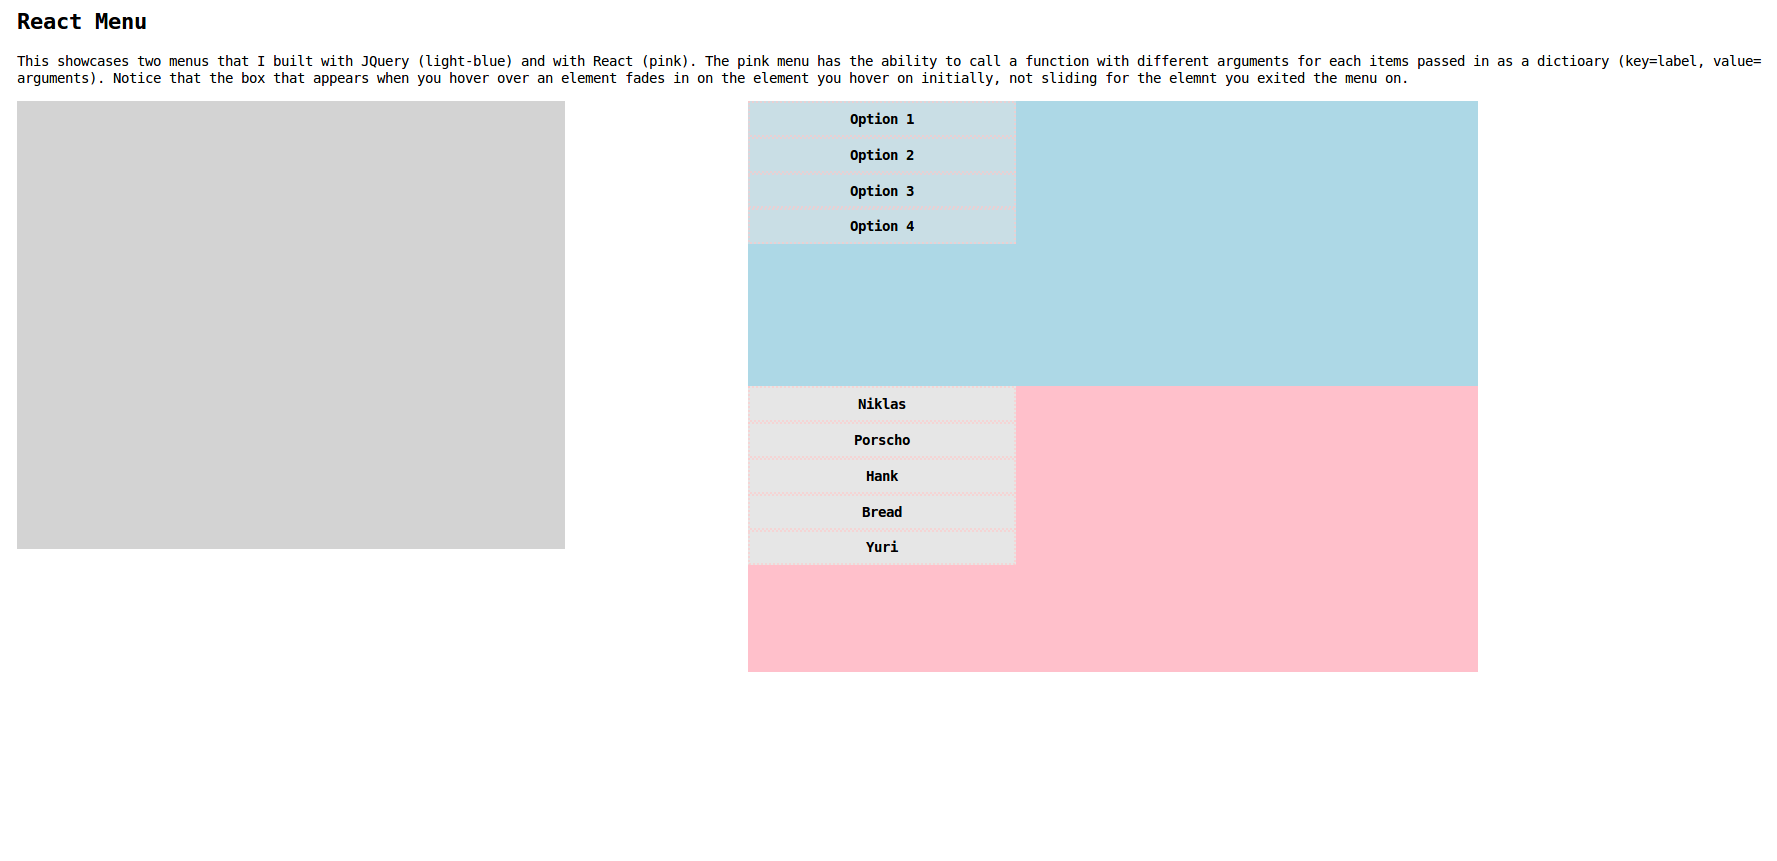 React Menu
This showcases two menus that I built with JQuery (light-blue) and with React (pink). The pink menu has the ability to call a function with different arguments for each items passed in as a dictioary (key=label, value=
arguments). Notice that the box that appears when you hover over an element fades in on the element you hover on initially, not sliding for the elemnt you exited the menu on.
Option 1
Option 2
Option 3
Option 4
Niklas
Porscho
Hank
Bread
Yuri